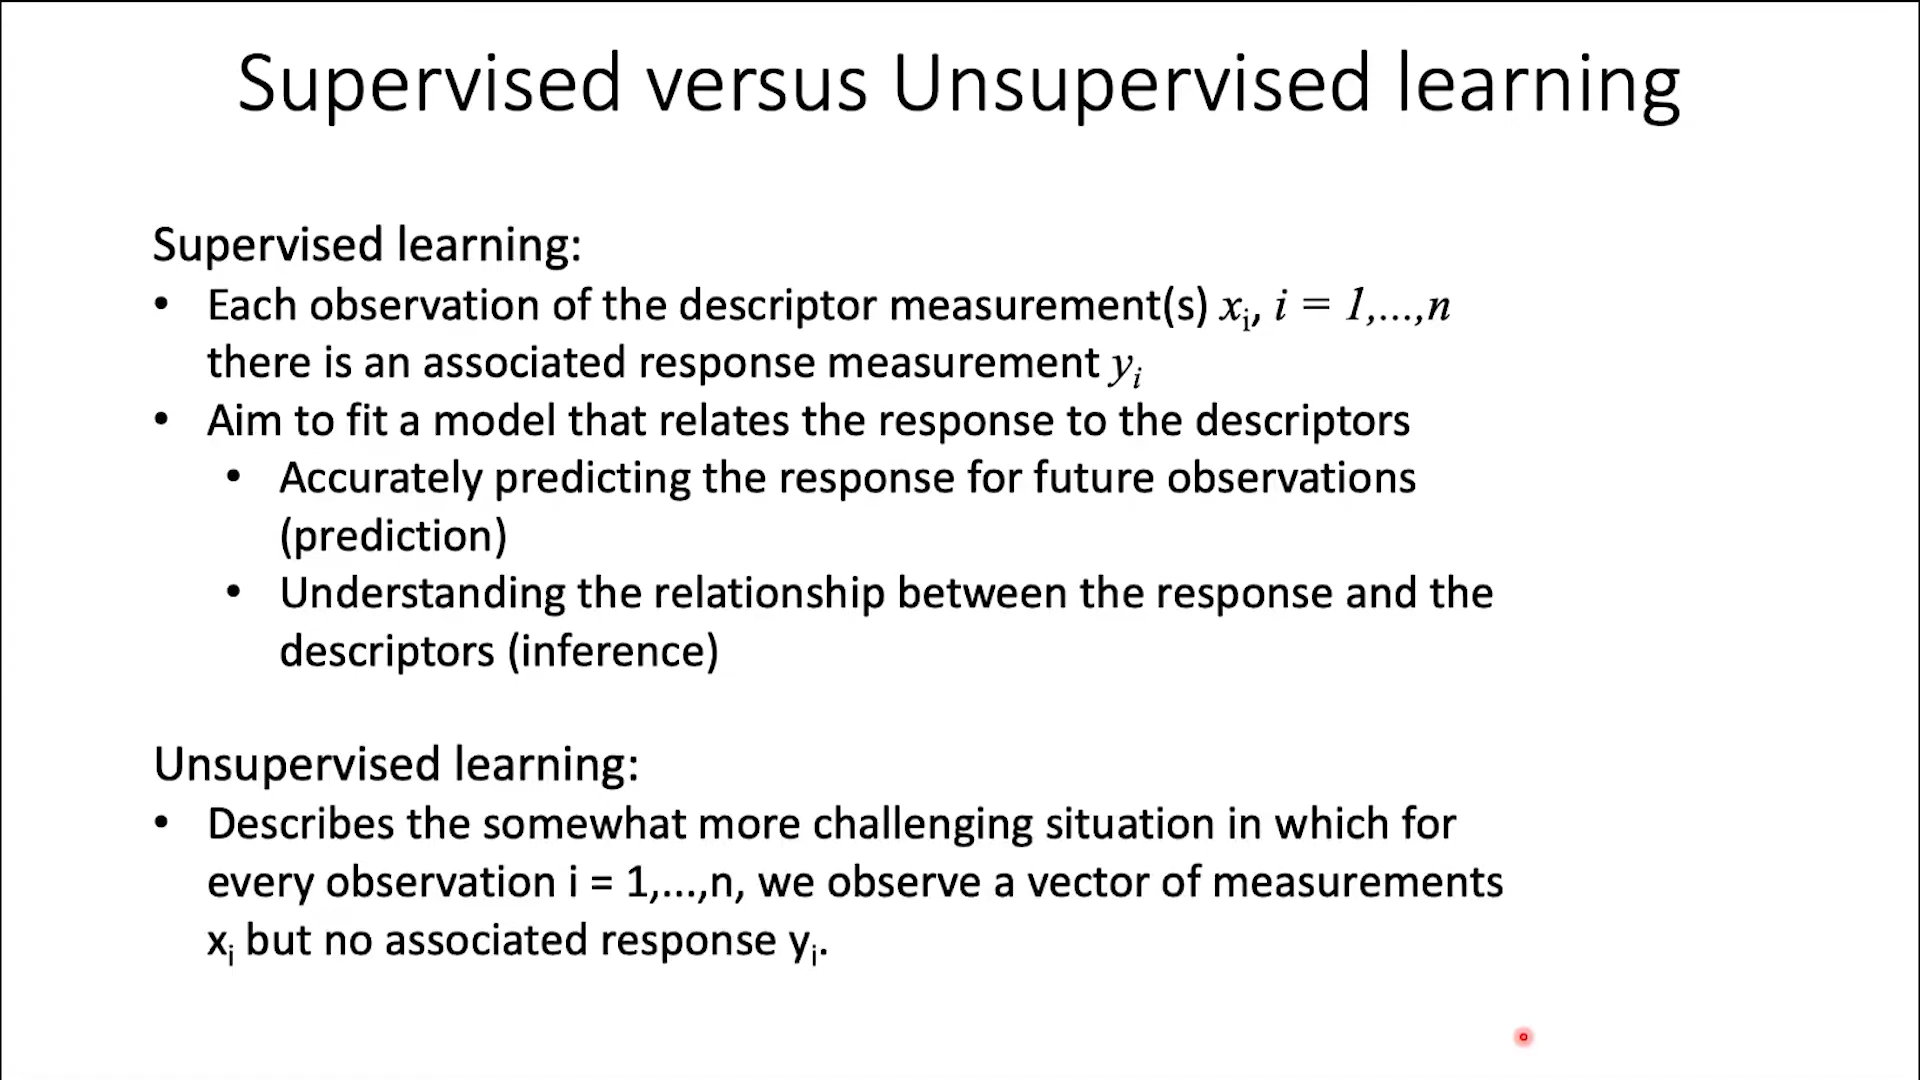 Supervised versus Unsupervised learning
Supervised learning:
• Each observation of the descriptor measurement(s) xᵢ, i = 1,...,n
there is an associated response measurement yᵢ
• Aim to fit a model that relates the response to the descriptors
• Accurately predicting the response for future observations
(prediction)
• Understanding the relationship between the response and the
descriptors (inference)
Unsupervised learning:
• Describes the somewhat more challenging situation in which for
every observation i = 1,...,n, we observe a vector of measurements
xᵢ but no associated response yᵢ.